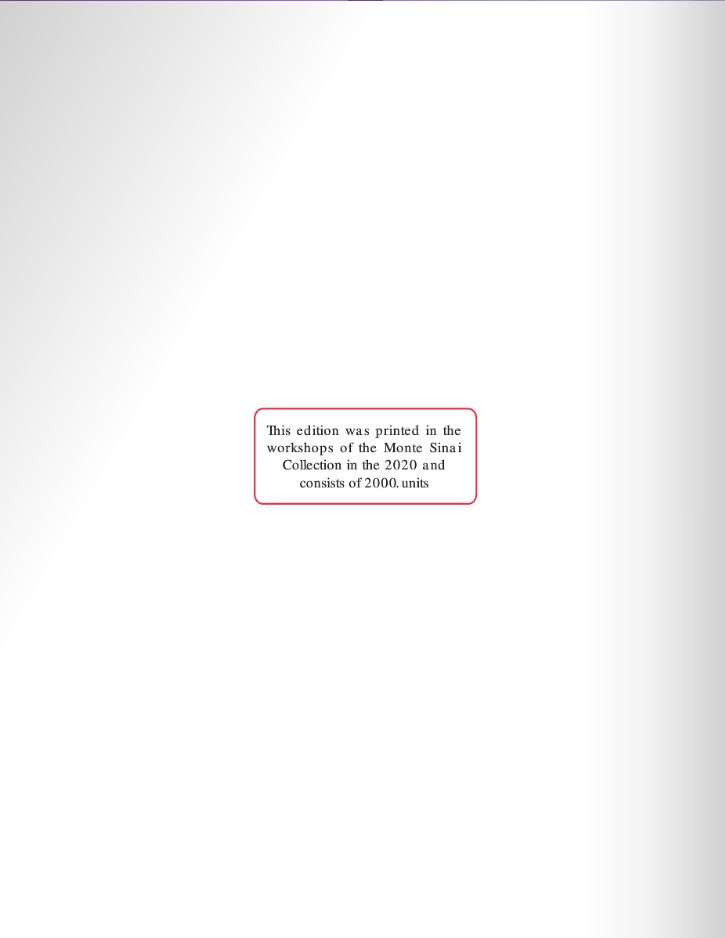 This edition was printed in the
workshops of the Monte Sinai
Collection in the 2020 and
consists of 2000. units